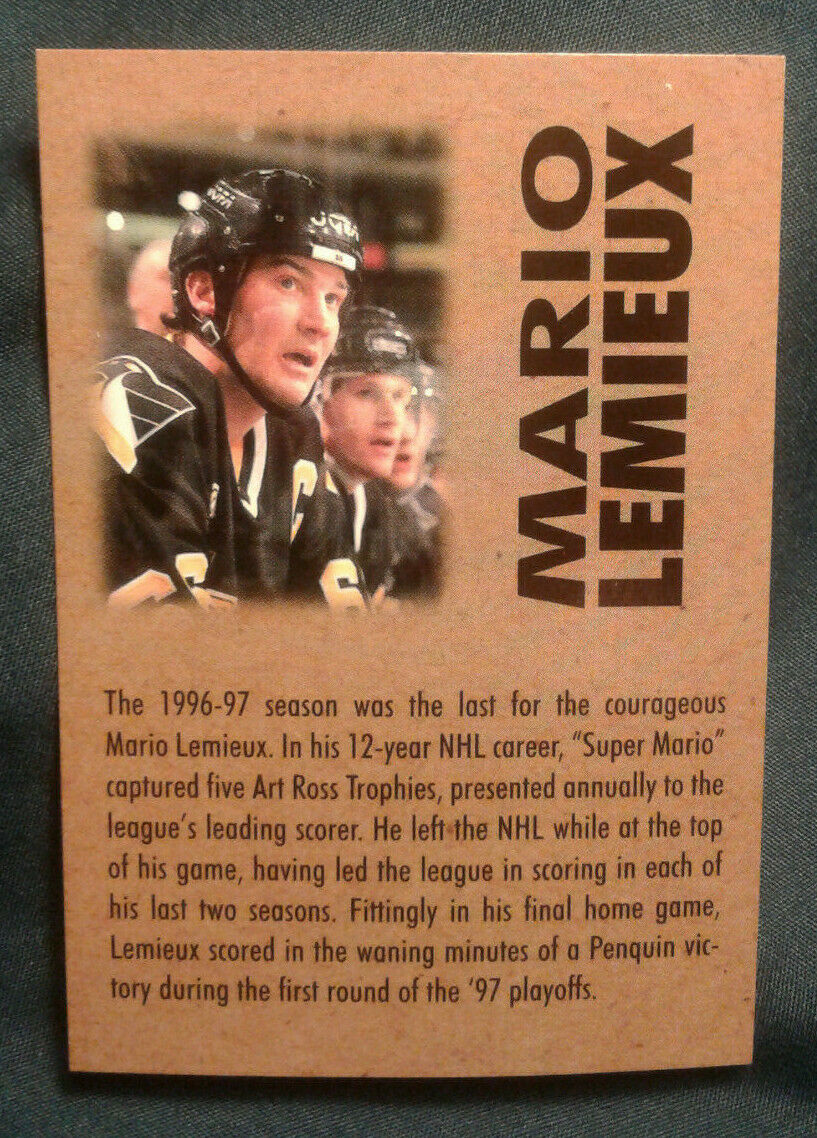 MARIO
LEMIEUX
JOFA
C
6
6
The 1996-97 season was the last for the courageous
Mario Lemieux. In his 12-year NHL career, “Super Mario”
captured five Art Ross Trophies, presented annually to the
league’s leading scorer. He left the NHL while at the top
of his game, having led the league in scoring in each of
his last two seasons. Fittingly in his final home game,
Lemieux scored in the waning minutes of a Penquin vic-
tory during the first round of the ’97 playoffs.